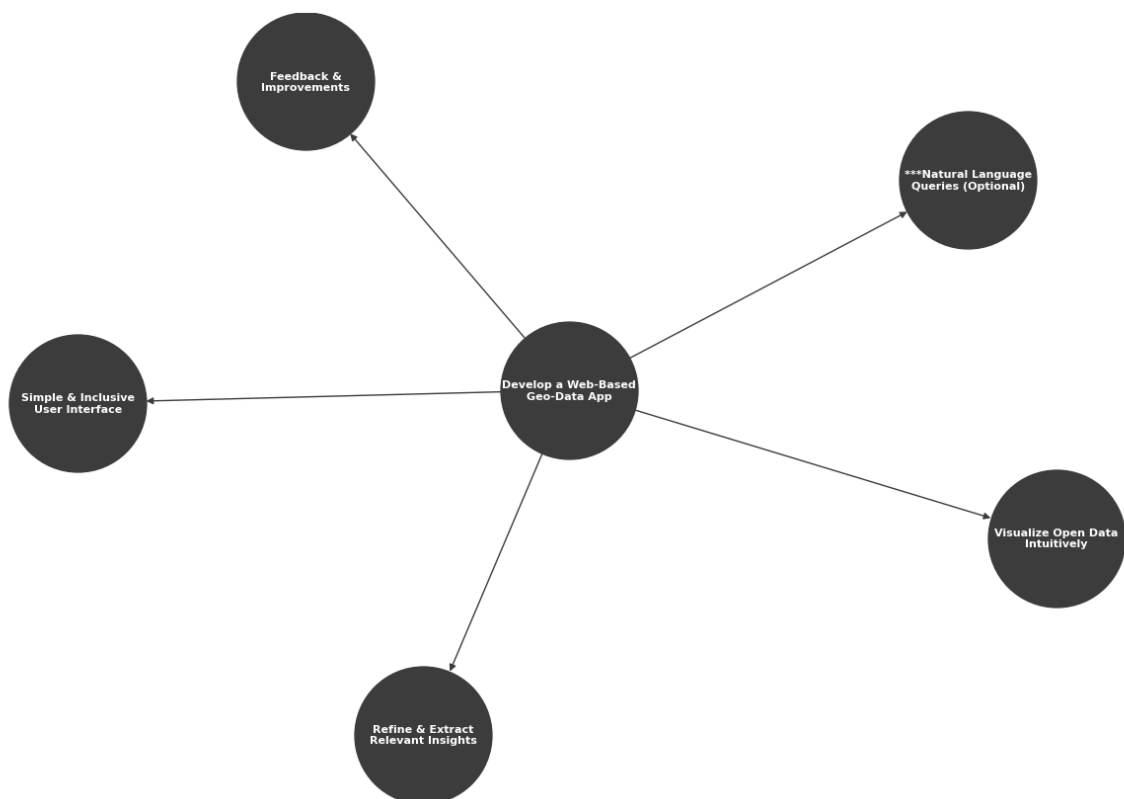 Feedback &
Improvements
***Natural Language
Queries (Optional)
Develop a Web-Based
Geo-Data App
Simple & Inclusive
User Interface
Visualize Open Data
Intuitively
Refine & Extract
Relevant Insights